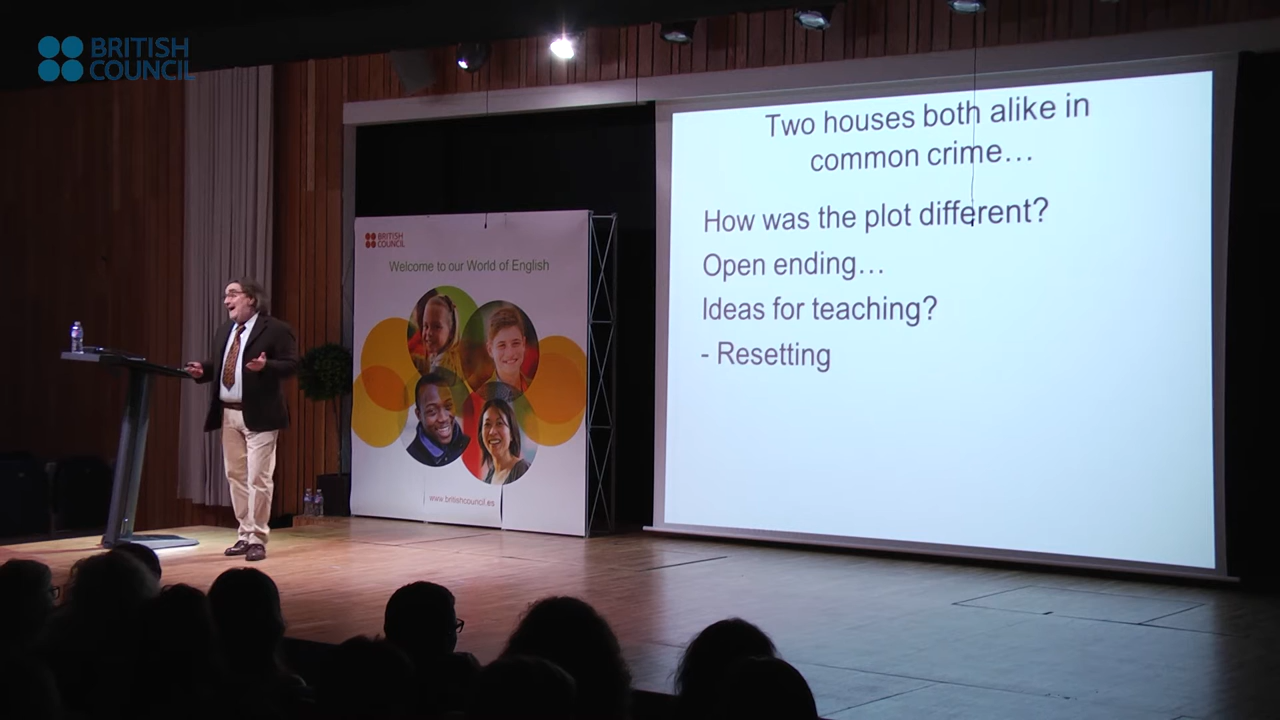 BRITISH
COUNCIL
BRITISH
COUNCIL
Welcome to our World of English
www.britishcouncil.es
Two houses both alike in
common crime…
How was the plot different?
Open ending…
Ideas for teaching?
- Resetting